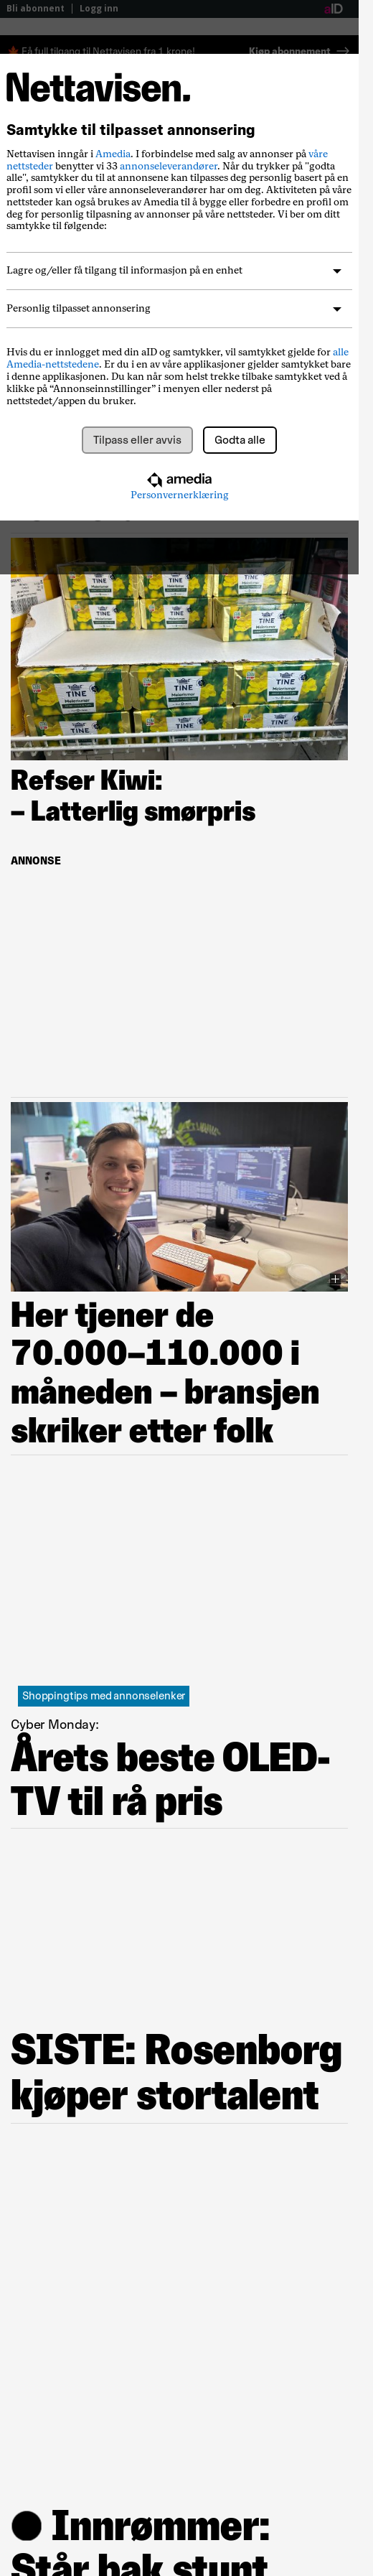 Bli abonnent | Logg inn
aID
Få full tilgang til Nettavisen fra 1 krone!
Kjøp abonnement →
Nettavisen.
Samtykke til tilpasset annonsering
Nettavisen inngår i Amedia. I forbindelse med salg av annonser på våre
nettsteder benytter vi 33 annonseleverandører. Når du trykker på "godta
alle", samtykker du til at annonsene kan tilpasses deg personlig basert på en
profil som vi eller våre annonseleverandører har om deg. Aktiviteten på våre
nettsteder kan også brukes av Amedia til å bygge eller forbedre en profil om
deg for personlig tilpasning av annonser på våre nettsteder. Vi ber om ditt
samtykke til følgende:
Lagre og/eller få tilgang til informasjon på en enhet
Personlig tilpasset annonsering
Hvis du er innlogget med din aID og samtykker, vil samtykket gjelde for alle
Amedia-nettstedene. Er du i en av våre applikasjoner gjelder samtykket bare
i denne applikasjonen. Du kan når som helst trekke tilbake samtykket ved å
klikke på “Annonseinnstillinger” i menyen eller nederst på
nettstedet/appen du bruker.
Tilpass eller avvis
Godta alle
amedia
Personvernerklæring
TINE
TINE
TINE
TINE
TINE
TINE
Refser Kiwi:
– Latterlig smørpris
ANNONSE
Her tjener de
70.000–110.000 i
måneden – bransjen
skriker etter folk
Shoppingtips med annonselenker
Cyber Monday:
Årets beste OLED-
TV til rå pris
SISTE: Rosenborg
kjøper stortalent
Innrømmer:
Står bak stunt